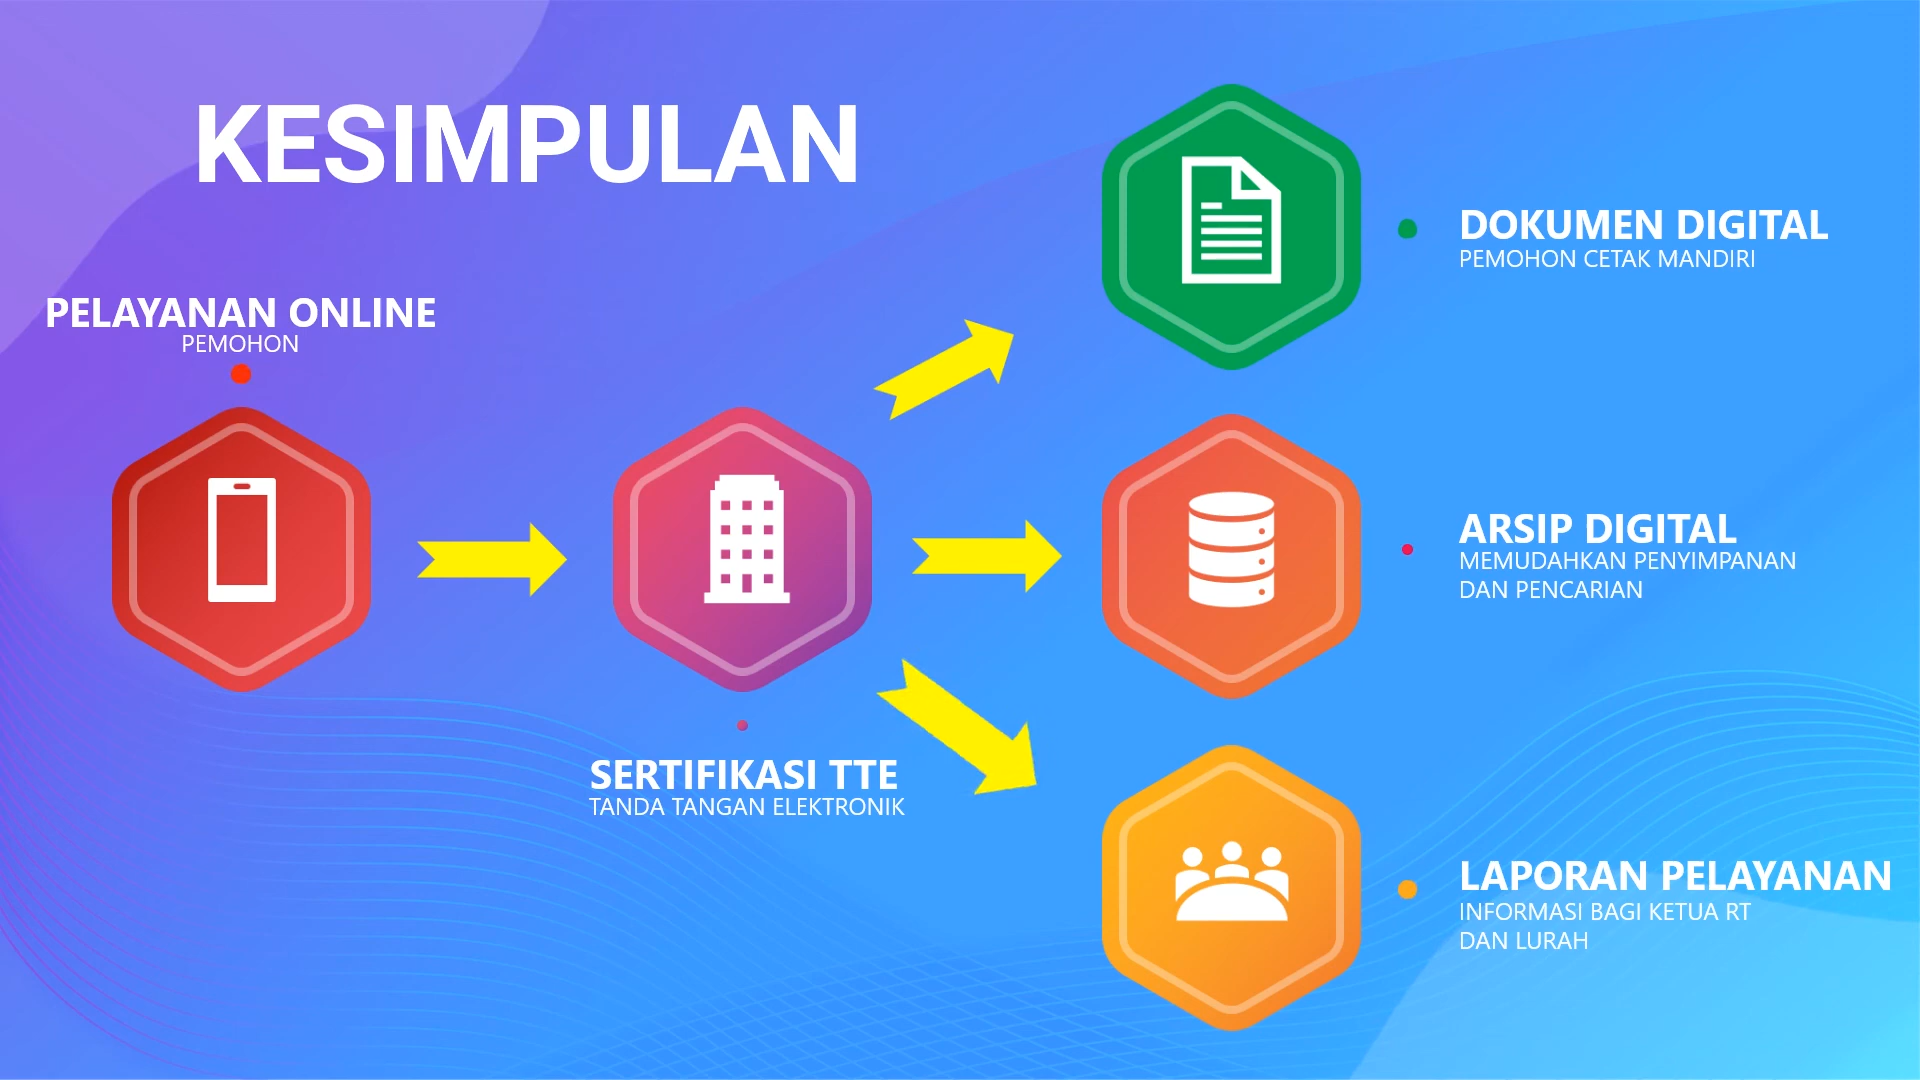 KESIMPULAN
PELAYANAN ONLINE
PEMOHON
SERTIFIKASI TTE
TANDA TANGAN ELEKTRONIK
DOKUMEN DIGITAL
PEMOHON CETAK MANDIRI
ARSIP DIGITAL
MEMUDAHKAN PENYIMPANAN
DAN PENCARIAN
LAPORAN PELAYANAN
INFORMASI BAGI KETUA RT
DAN LURAH